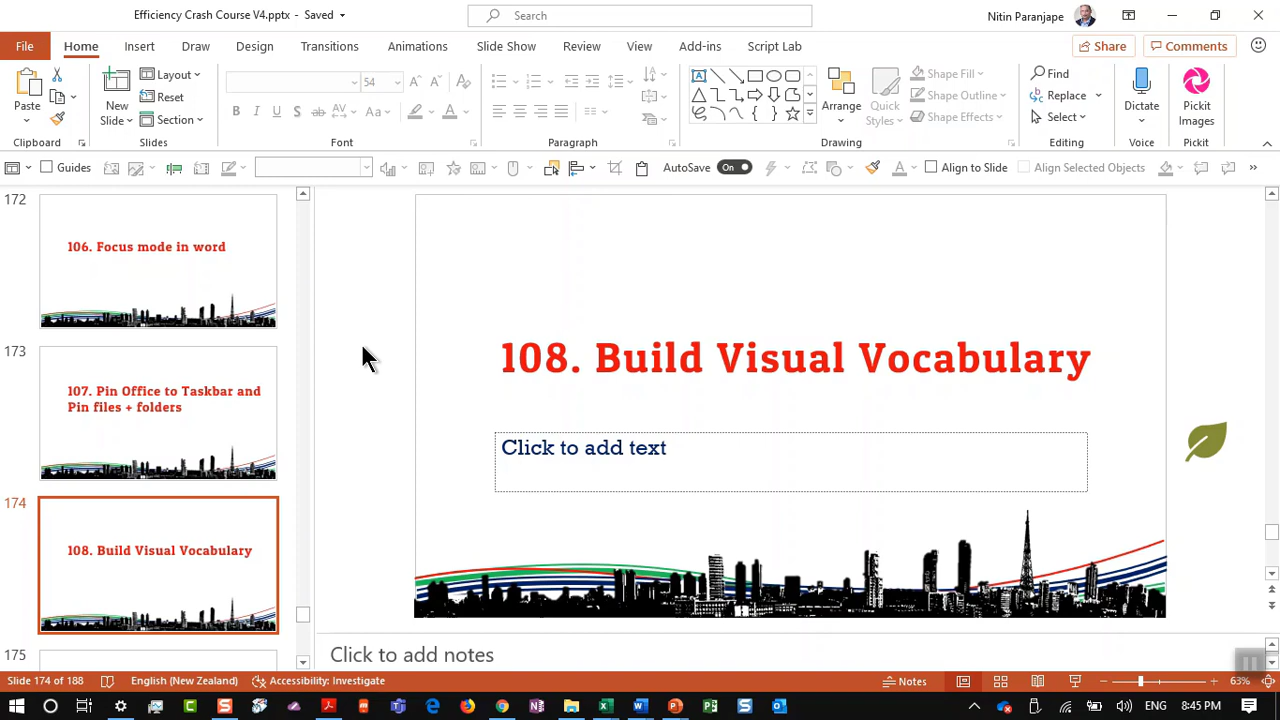 Efficiency Crash Course V4.pptx - Saved
Search
Nitin Paranjape
File Home Insert Draw Design Transitions Animations Slide Show Review View Add-ins Script Lab
Share Comments
Paste
New Slide
Layout
Reset
Section
54
B I U S ab AV Aa A
Arrange
Quick Styles
Shape Fill
Shape Outline
Shape Effects
Find
Replace
Select
Dictate
Pickit Images
Clipboard Slides Font Paragraph Drawing Editing Voice Pickit
Guides
AutoSave On
Align to Slide
Align Selected Objects
172
106. Focus mode in word
173
107. Pin Office to Taskbar and
Pin files + folders
174
108. Build Visual Vocabulary
175
108. Build Visual Vocabulary
Click to add text
Click to add notes
Slide 174 of 188 English (New Zealand) Accessibility: Investigate Notes 63%
ENG 8:45 PM